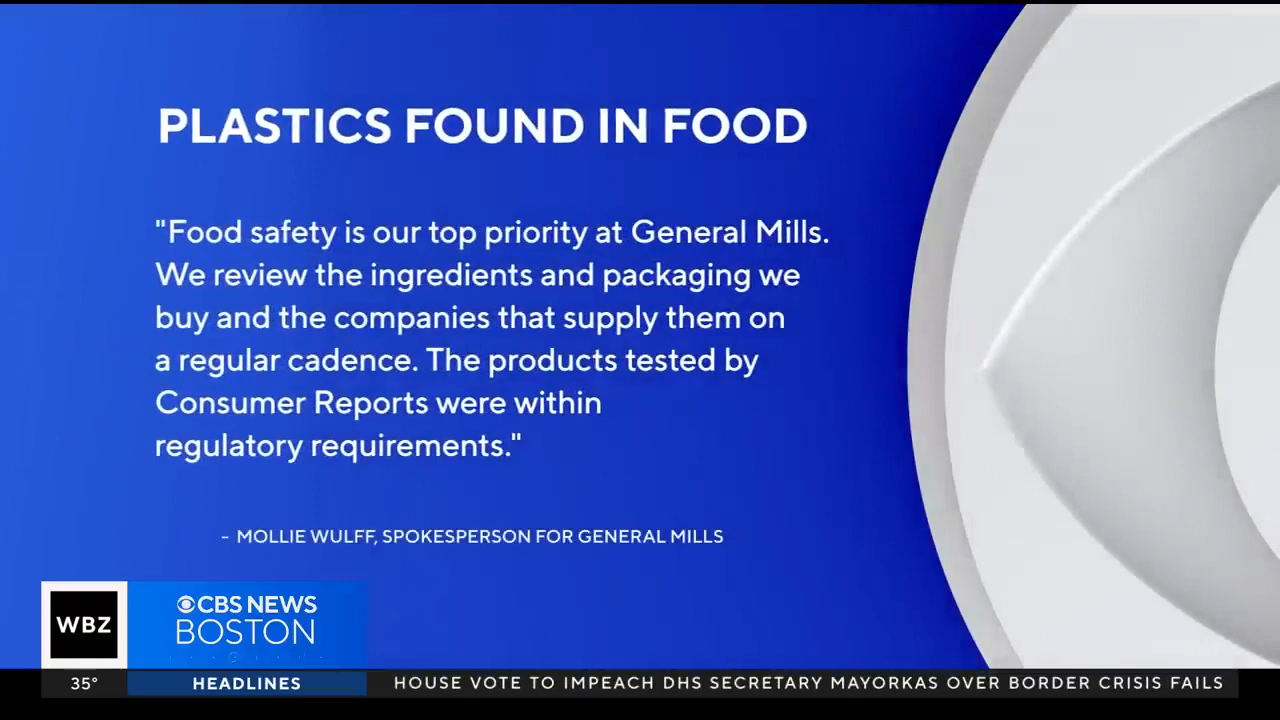 PLASTICS FOUND IN FOOD
"Food safety is our top priority at General Mills.
We review the ingredients and packaging we
buy and the companies that supply them on
a regular cadence. The products tested by
Consumer Reports were within
regulatory requirements."
- MOLLIE WULFF, SPOKESPERSON FOR GENERAL MILLS
WBZ
CBS NEWS
BOSTON
35°
HEADLINES
HOUSE VOTE TO IMPEACH DHS SECRETARY MAYORKAS OVER BORDER CRISIS FAILS